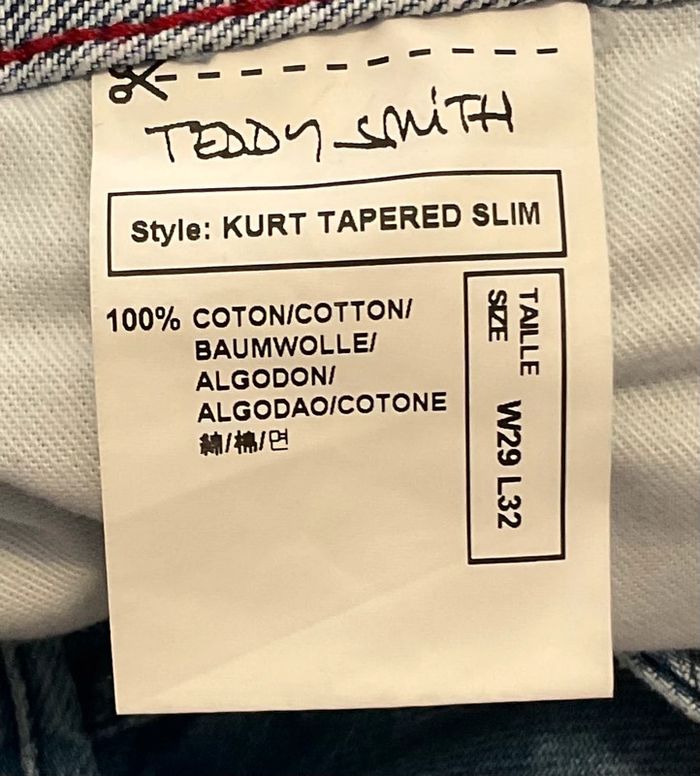 TEDDY SMiTH
Style: KURT TAPERED SLIM
100% COTON/COTTON/
BAUMWOLLE/
ALGODON/
ALGODAO/COTONE
綿/棉/면
TAILLE
SIZE
W29 L32